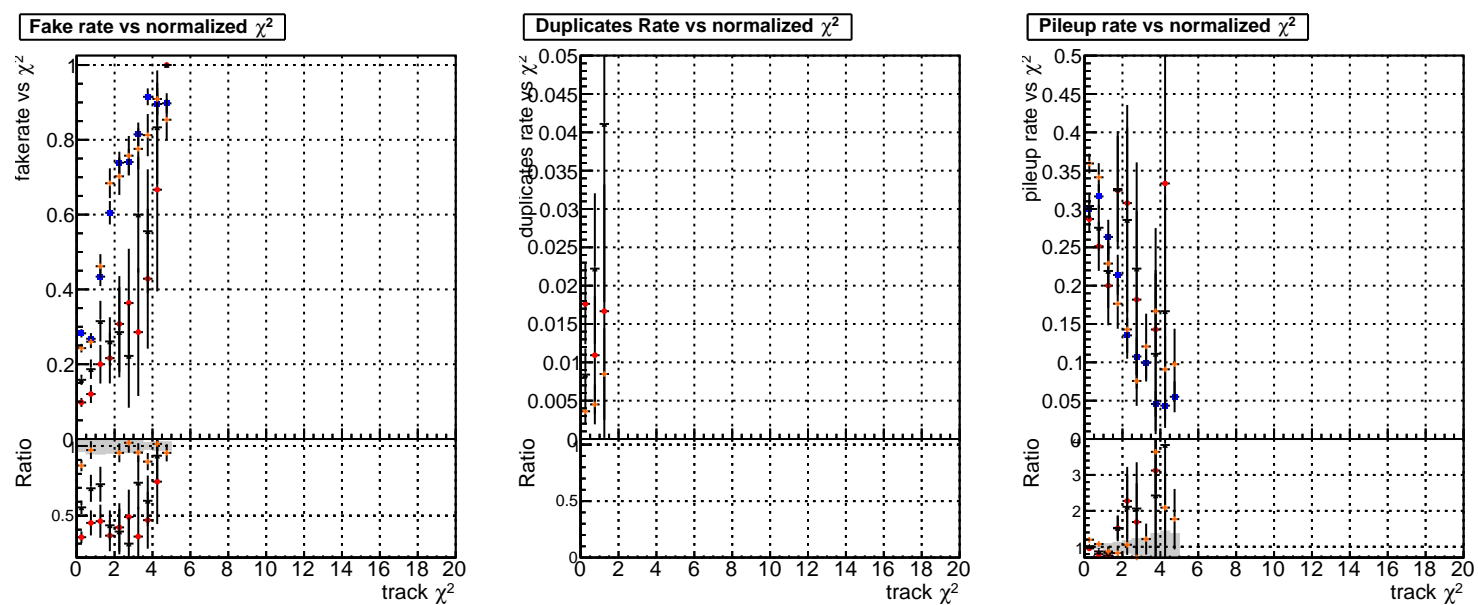 Fake rate vs normalized χ²
fakerate vs χ²
1
0.8
0.6
0.4
0.2
0
Ratio
1
0.5
0 2 4 6 8 10 12 14 16 18 20
track χ²
Duplicates Rate vs normalized χ²
duplicates rate vs χ²
0.05
0.045
0.04
0.035
0.03
0.025
0.02
0.015
0.01
0.005
0
Ratio
1
0.5
0
0 2 4 6 8 10 12 14 16 18 20
track χ²
Pileup rate vs normalized χ²
pileup rate vs χ²
0.5
0.45
0.4
0.35
0.3
0.25
0.2
0.15
0.1
0.05
0
Ratio
3
2
1
0 2 4 6 8 10 12 14 16 18 20
track χ²